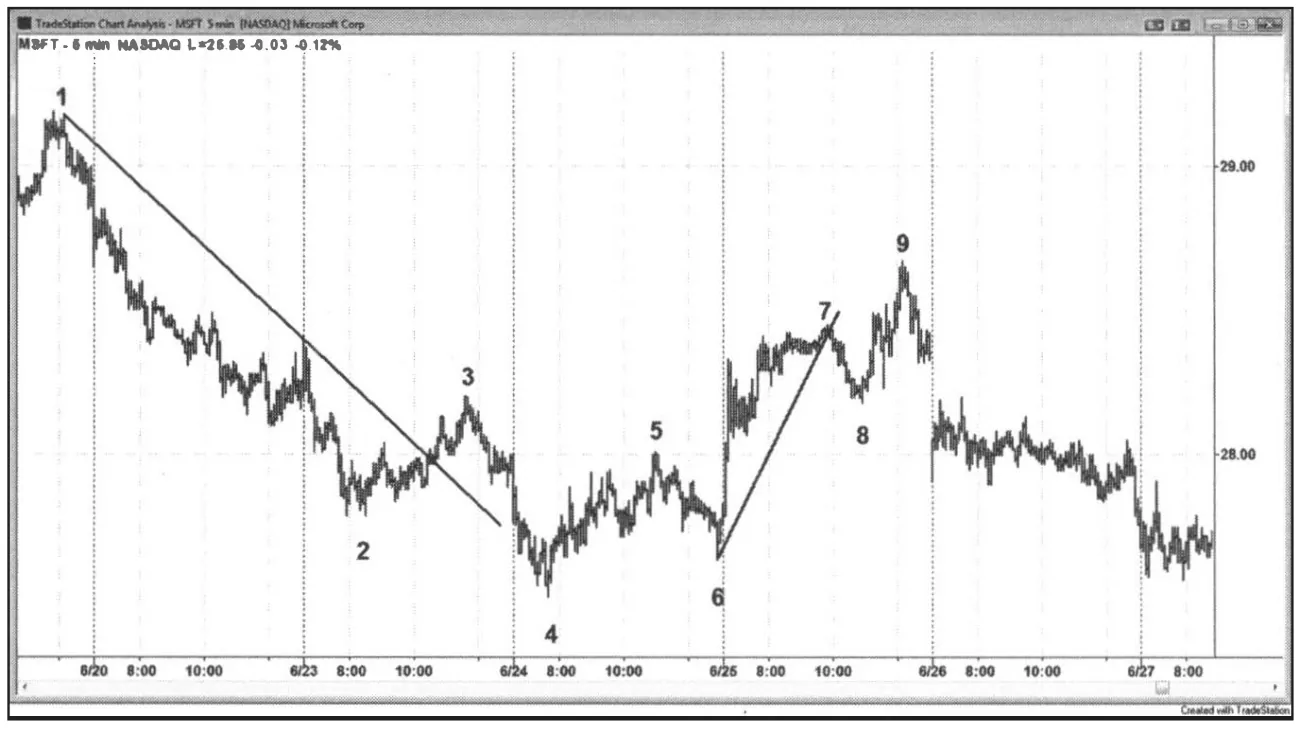 TradeStation Chart Analysis - MSFT 5 min [NASDAQ] Microsoft Corp
MSFT - 5 min NASDAQ L=25.95 -0.03 -0.12%
1
29.00
9
7
3
5
8
28.00
2
6
4
6/20 8:00 10:00 6/23 8:00 10:00 6/24 8:00 10:00 6/25 8:00 10:00 6/26 8:00 10:00 6/27 8:00
Created with TradeStation